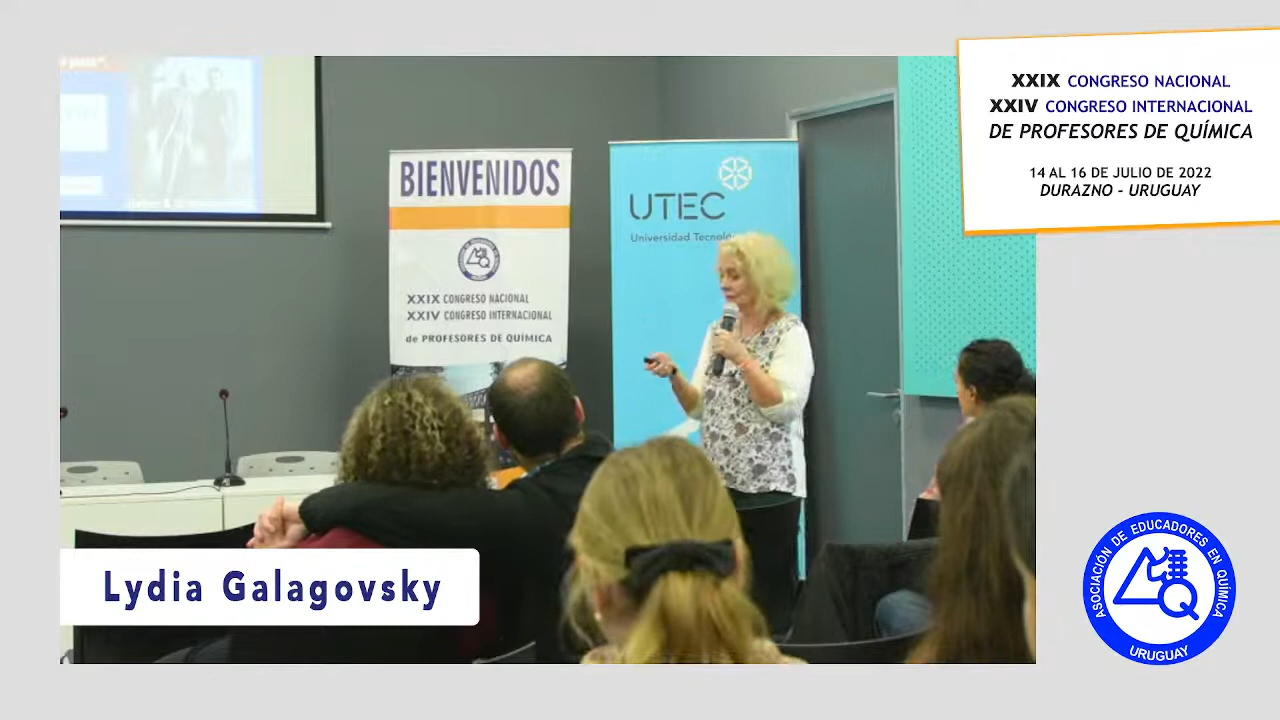 XXIX CONGRESO NACIONAL
XXIV CONGRESO INTERNACIONAL
DE PROFESORES DE QUÍMICA
14 AL 16 DE JULIO DE 2022
DURAZNO - URUGUAY
BIENVENIDOS
XXIX CONGRESO NACIONAL
XXIV CONGRESO INTERNACIONAL
de PROFESORES DE QUÍMICA
UTEC
Universidad Tecnoló
Lydia Galagovsky
ASOCIACIÓN DE EDUCADORES EN QUIMICA
URUGUAY